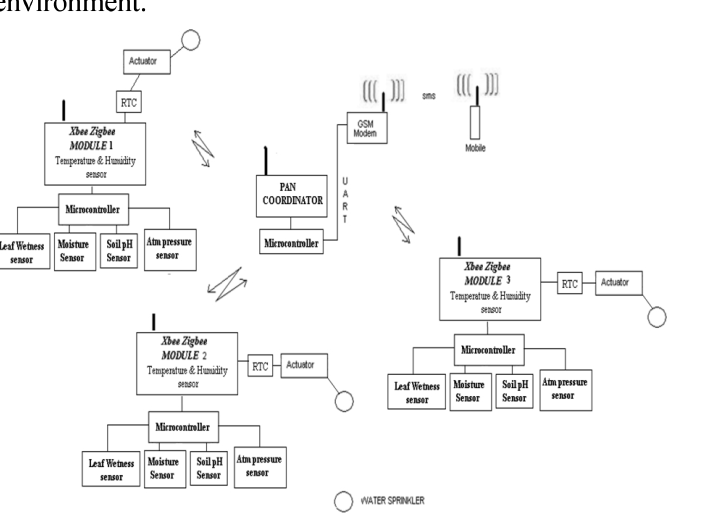 environment.
Actuator
RTC
Xbee Zigbee
MODULE 1
Temperature & Humidity
sensor
Microcontroller
Leaf Wetness
sensor
Moisture
Sensor
Soil pH
Sensor
Atm pressure
sensor
sms
GSM
Modem
Mobile
PAN
COORDINATOR
U
A
R
T
Microcontroller
Xbee Zigbee
MODULE 3
Temperature & Humidity
sensor
RTC
Actuator
Microcontroller
Leaf Wetness
sensor
Moisture
Sensor
Soil pH
Sensor
Atm pressure
sensor
Xbee Zigbee
MODULE 2
Temperature & Humidity
sensor
RTC
Actuator
Microcontroller
Leaf Wetness
sensor
Moisture
Sensor
Soil pH
Sensor
Atm pressure
sensor
WATER SPRINKLER